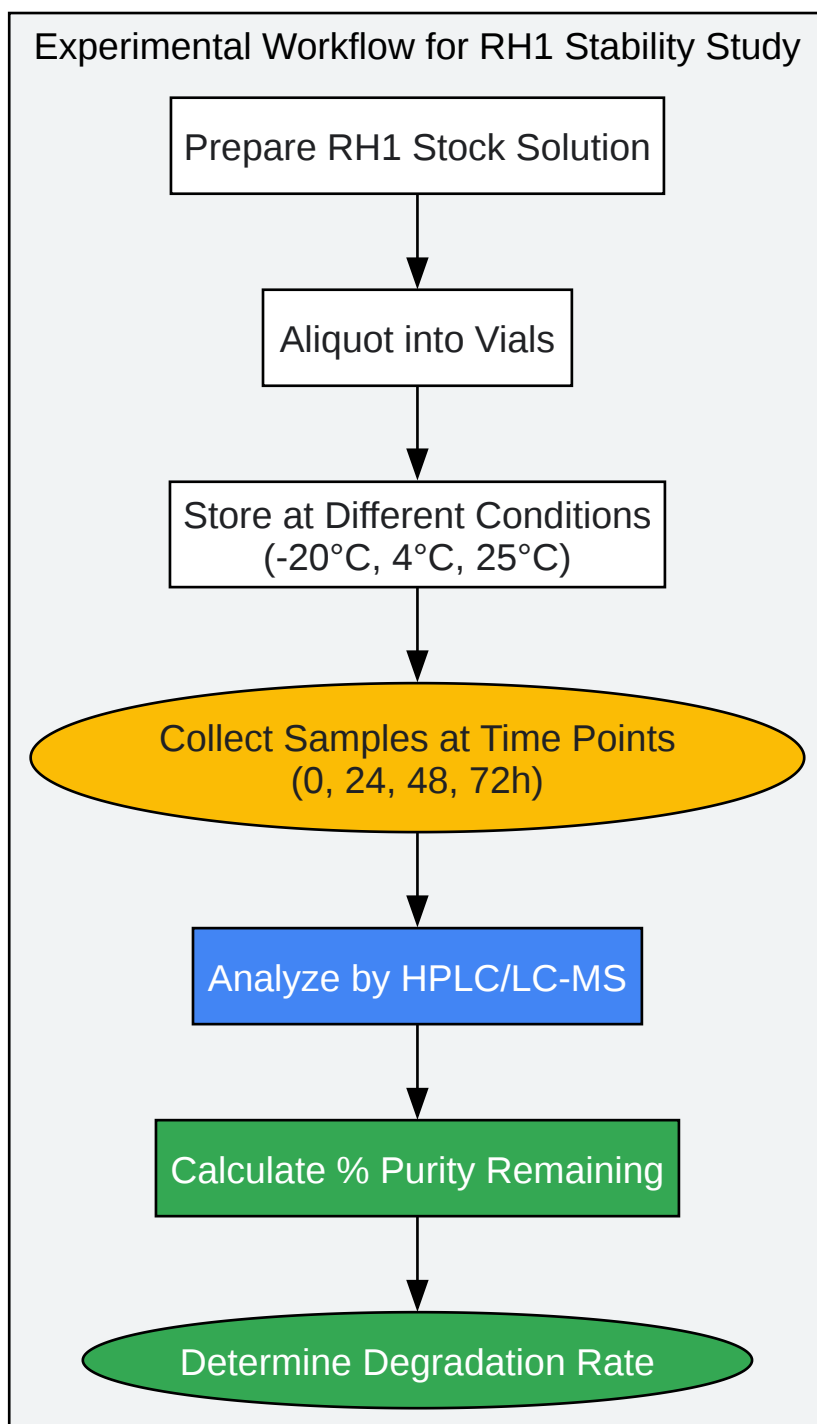 Experimental Workflow for RH1 Stability Study
Prepare RH1 Stock Solution
Aliquot into Vials
Store at Different Conditions
(-20°C, 4°C, 25°C)
Collect Samples at Time Points
(0, 24, 48, 72h)
Analyze by HPLC/LC-MS
Calculate % Purity Remaining
Determine Degradation Rate